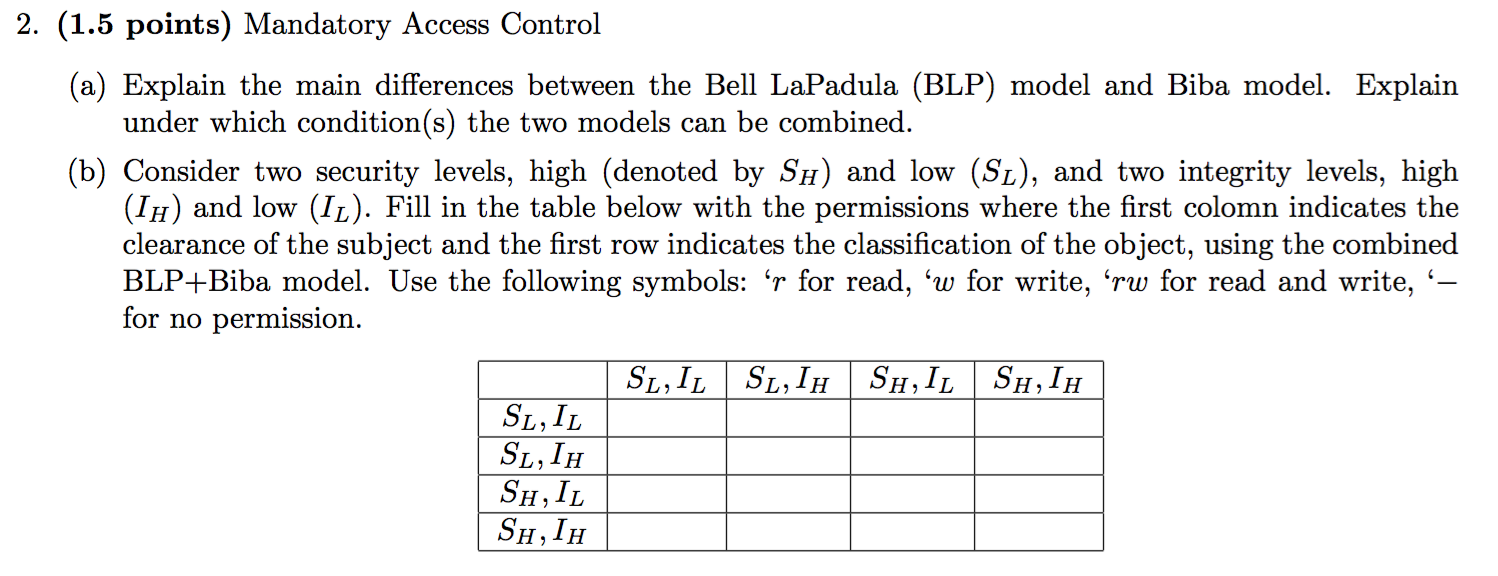 2. (1.5 points) Mandatory Access Control
(a) Explain the main differences between the Bell LaPadula (BLP) model and Biba model. Explain
under which condition(s) the two models can be combined.
(b) Consider two security levels, high (denoted by S_H) and low (S_L), and two integrity levels, high
(I_H) and low (I_L). Fill in the table below with the permissions where the first colomn indicates the
clearance of the subject and the first row indicates the classification of the object, using the combined
BLP+Biba model. Use the following symbols: ‘r for read, ‘w for write, ‘rw for read and write, ‘−
for no permission.
S_L, I_L S_L, I_H S_H, I_L S_H, I_H
S_L, I_L
S_L, I_H
S_H, I_L
S_H, I_H